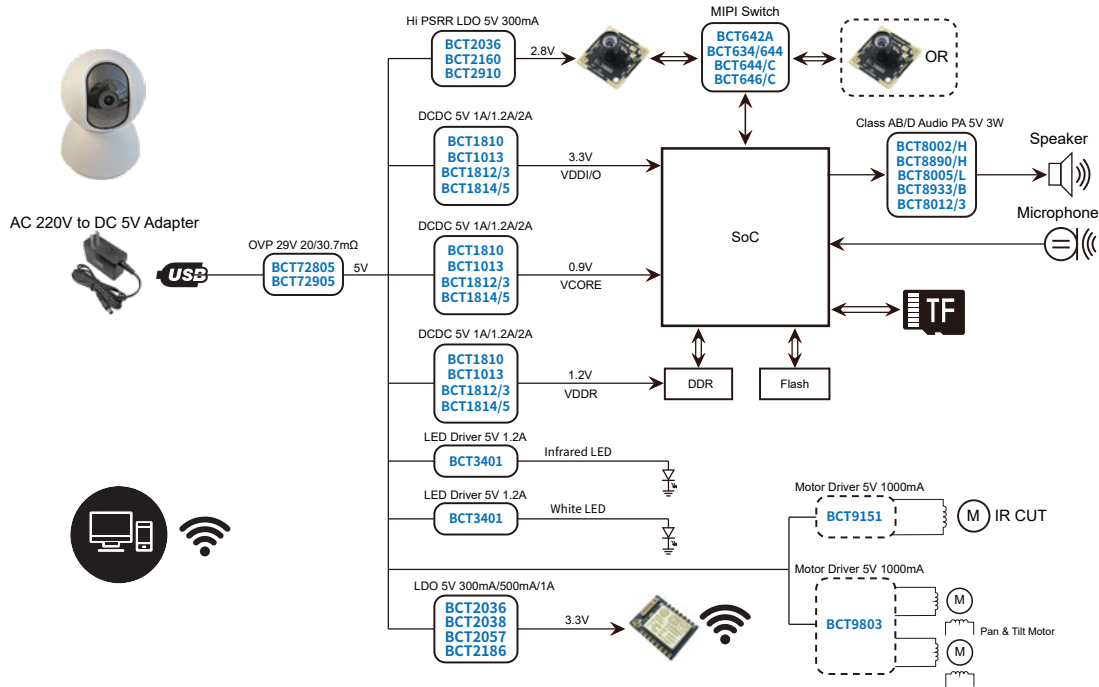 Hi PSRR LDO 5V 300mA
BCT2036
BCT2160
BCT2910
2.8V
MIPI Switch
BCT642A
BCT634/644
BCT644/C
BCT646/C
OR
DCDC 5V 1A/1.2A/2A
BCT1810
BCT1013
BCT1812/3
BCT1814/5
3.3V
VDDI/O
Class AB/D Audio PA 5V 3W
BCT8002/H
BCT8890/H
BCT8005/L
BCT8933/B
BCT8012/3
Speaker
Microphone
SoC
AC 220V to DC 5V Adapter
USB
OVP 29V 20/30.7mΩ
BCT72805
BCT72905
5V
DCDC 5V 1A/1.2A/2A
BCT1810
BCT1013
BCT1812/3
BCT1814/5
0.9V
VCORE
TF
DCDC 5V 1A/1.2A/2A
BCT1810
BCT1013
BCT1812/3
BCT1814/5
1.2V
VDDR
DDR
Flash
LED Driver 5V 1.2A
BCT3401
Infrared LED
LED Driver 5V 1.2A
BCT3401
White LED
Motor Driver 5V 1000mA
BCT9151
M
IR CUT
Motor Driver 5V 1000mA
BCT9803
M
Pan & Tilt Motor
M
LDO 5V 300mA/500mA/1A
BCT2036
BCT2038
BCT2057
BCT2186
3.3V